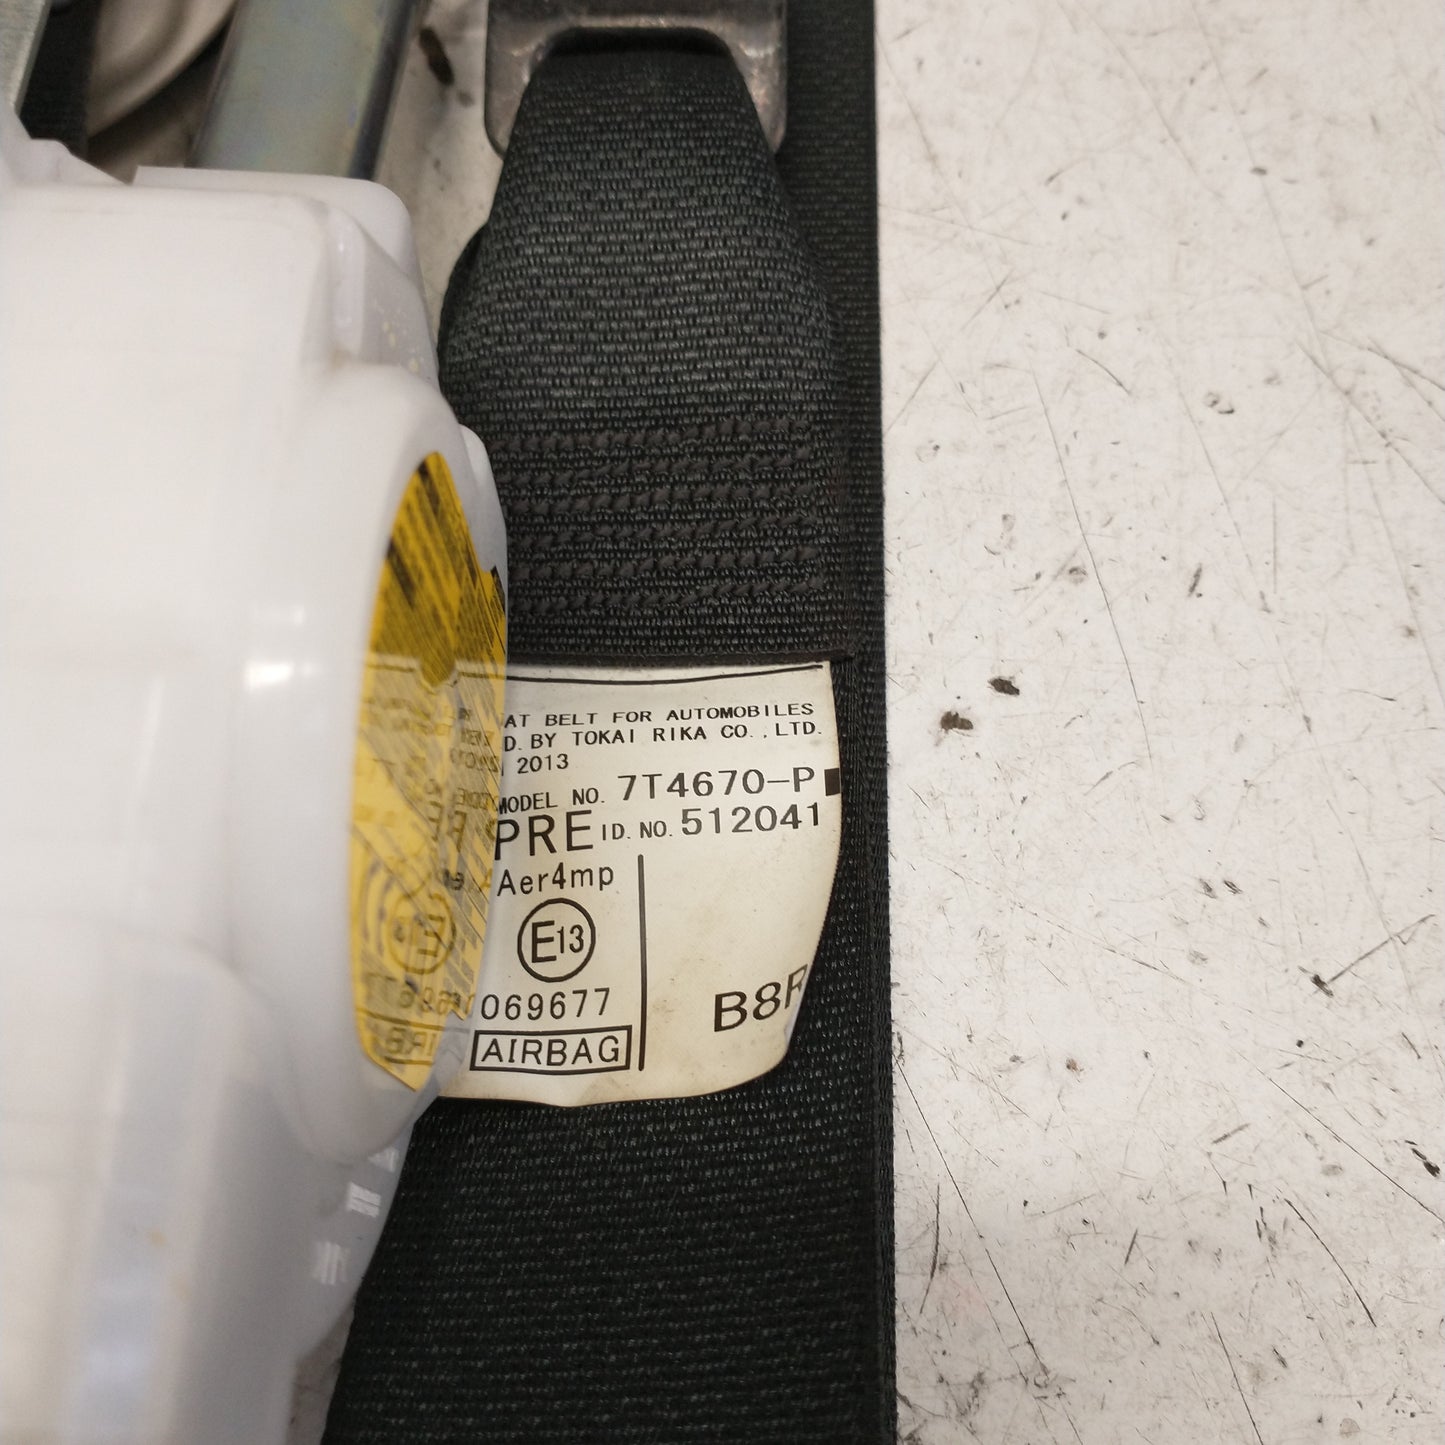 AT BELT FOR AUTOMOBILES
D. BY TOKAI RIKA CO., LTD.
2013
MODEL NO. 7T4670-P
PRE ID. NO. 512041
Aer4mp
E13
069677
AIRBAG
B8R